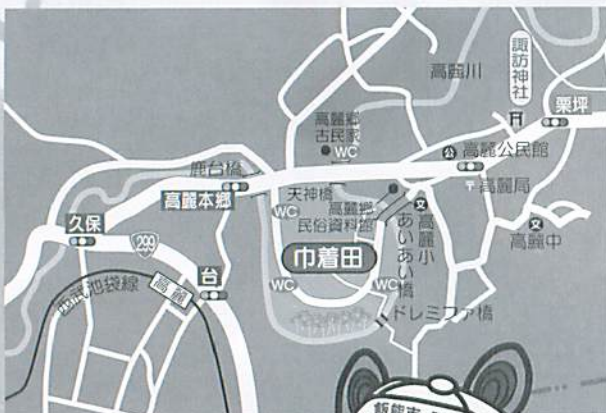 諏訪神社
高麗川
栗坪
高麗郷
古民家
WC
公
高麗公民館
鹿台橋
〒高麗局
高麗本郷
天神橋
WC
高麗郷
民俗資料館
文
高麗小
あいあい橋
文
高麗中
久保
299
巾着田
台
高麗
西武池袋線
WC
WC
ドレミファ橋
飯能市